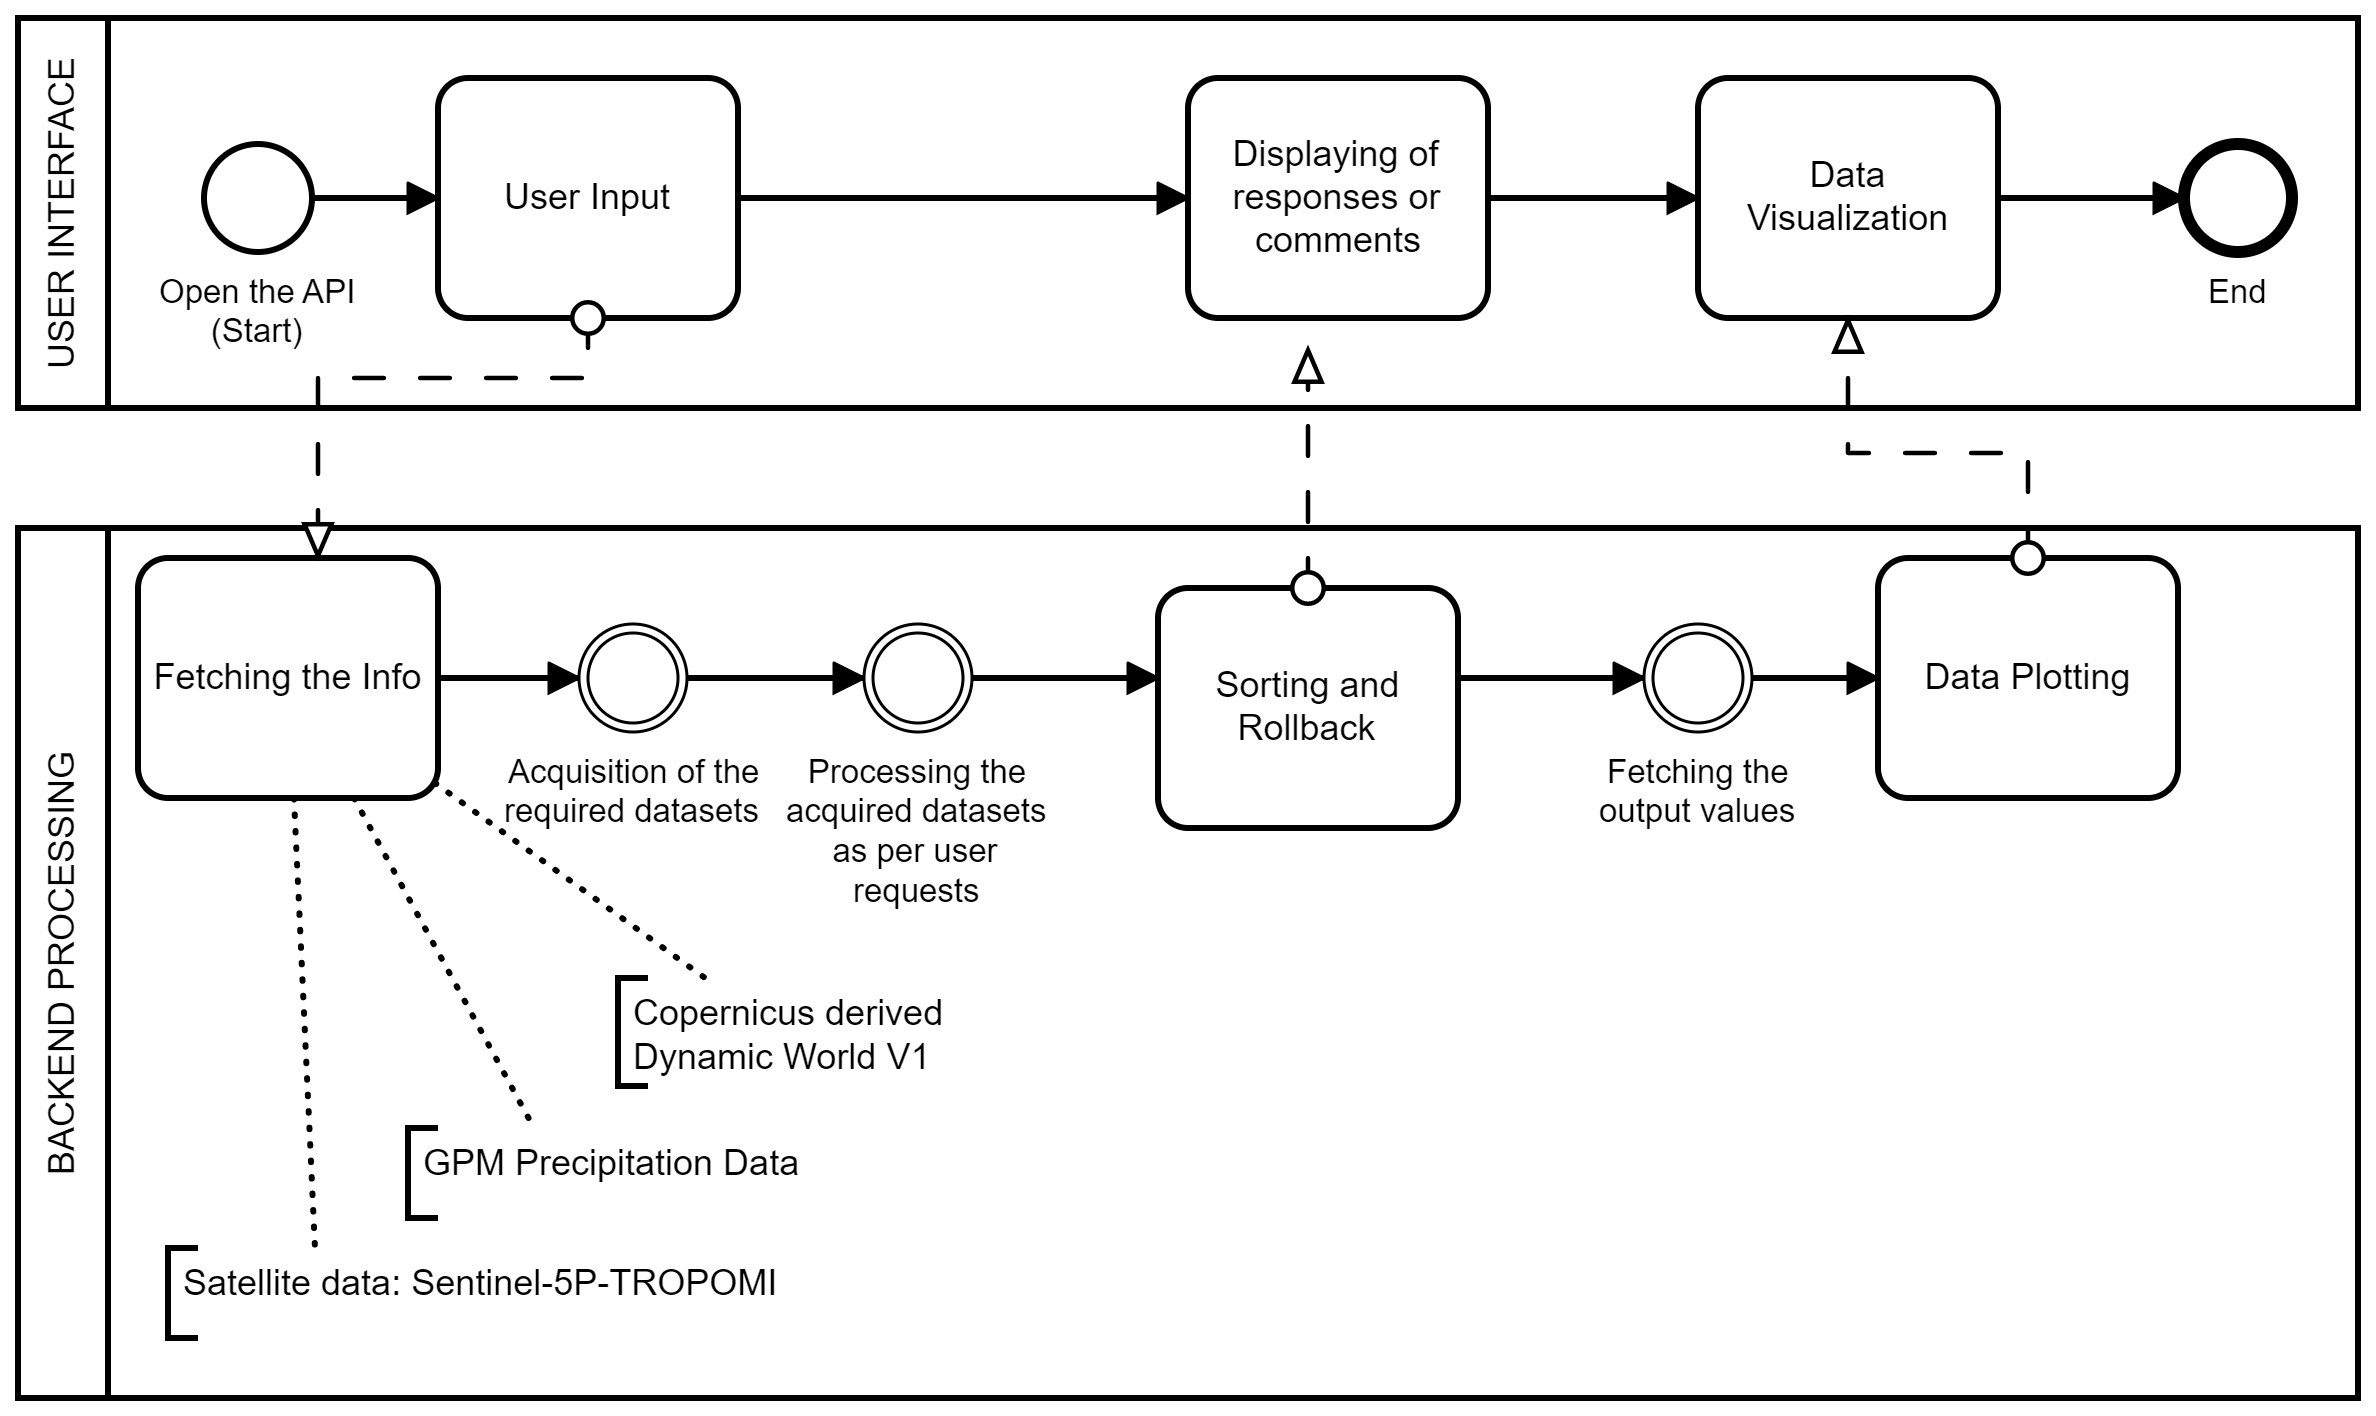 USER INTERFACE
Open the API
(Start)
User Input
Displaying of
responses or
comments
Data
Visualization
End
BACKEND PROCESSING
Fetching the Info
Acquisition of the
required datasets
Processing the
acquired datasets
as per user
requests
Sorting and
Rollback
Fetching the
output values
Data Plotting
Copernicus derived
Dynamic World V1
GPM Precipitation Data
Satellite data: Sentinel-5P-TROPOMI